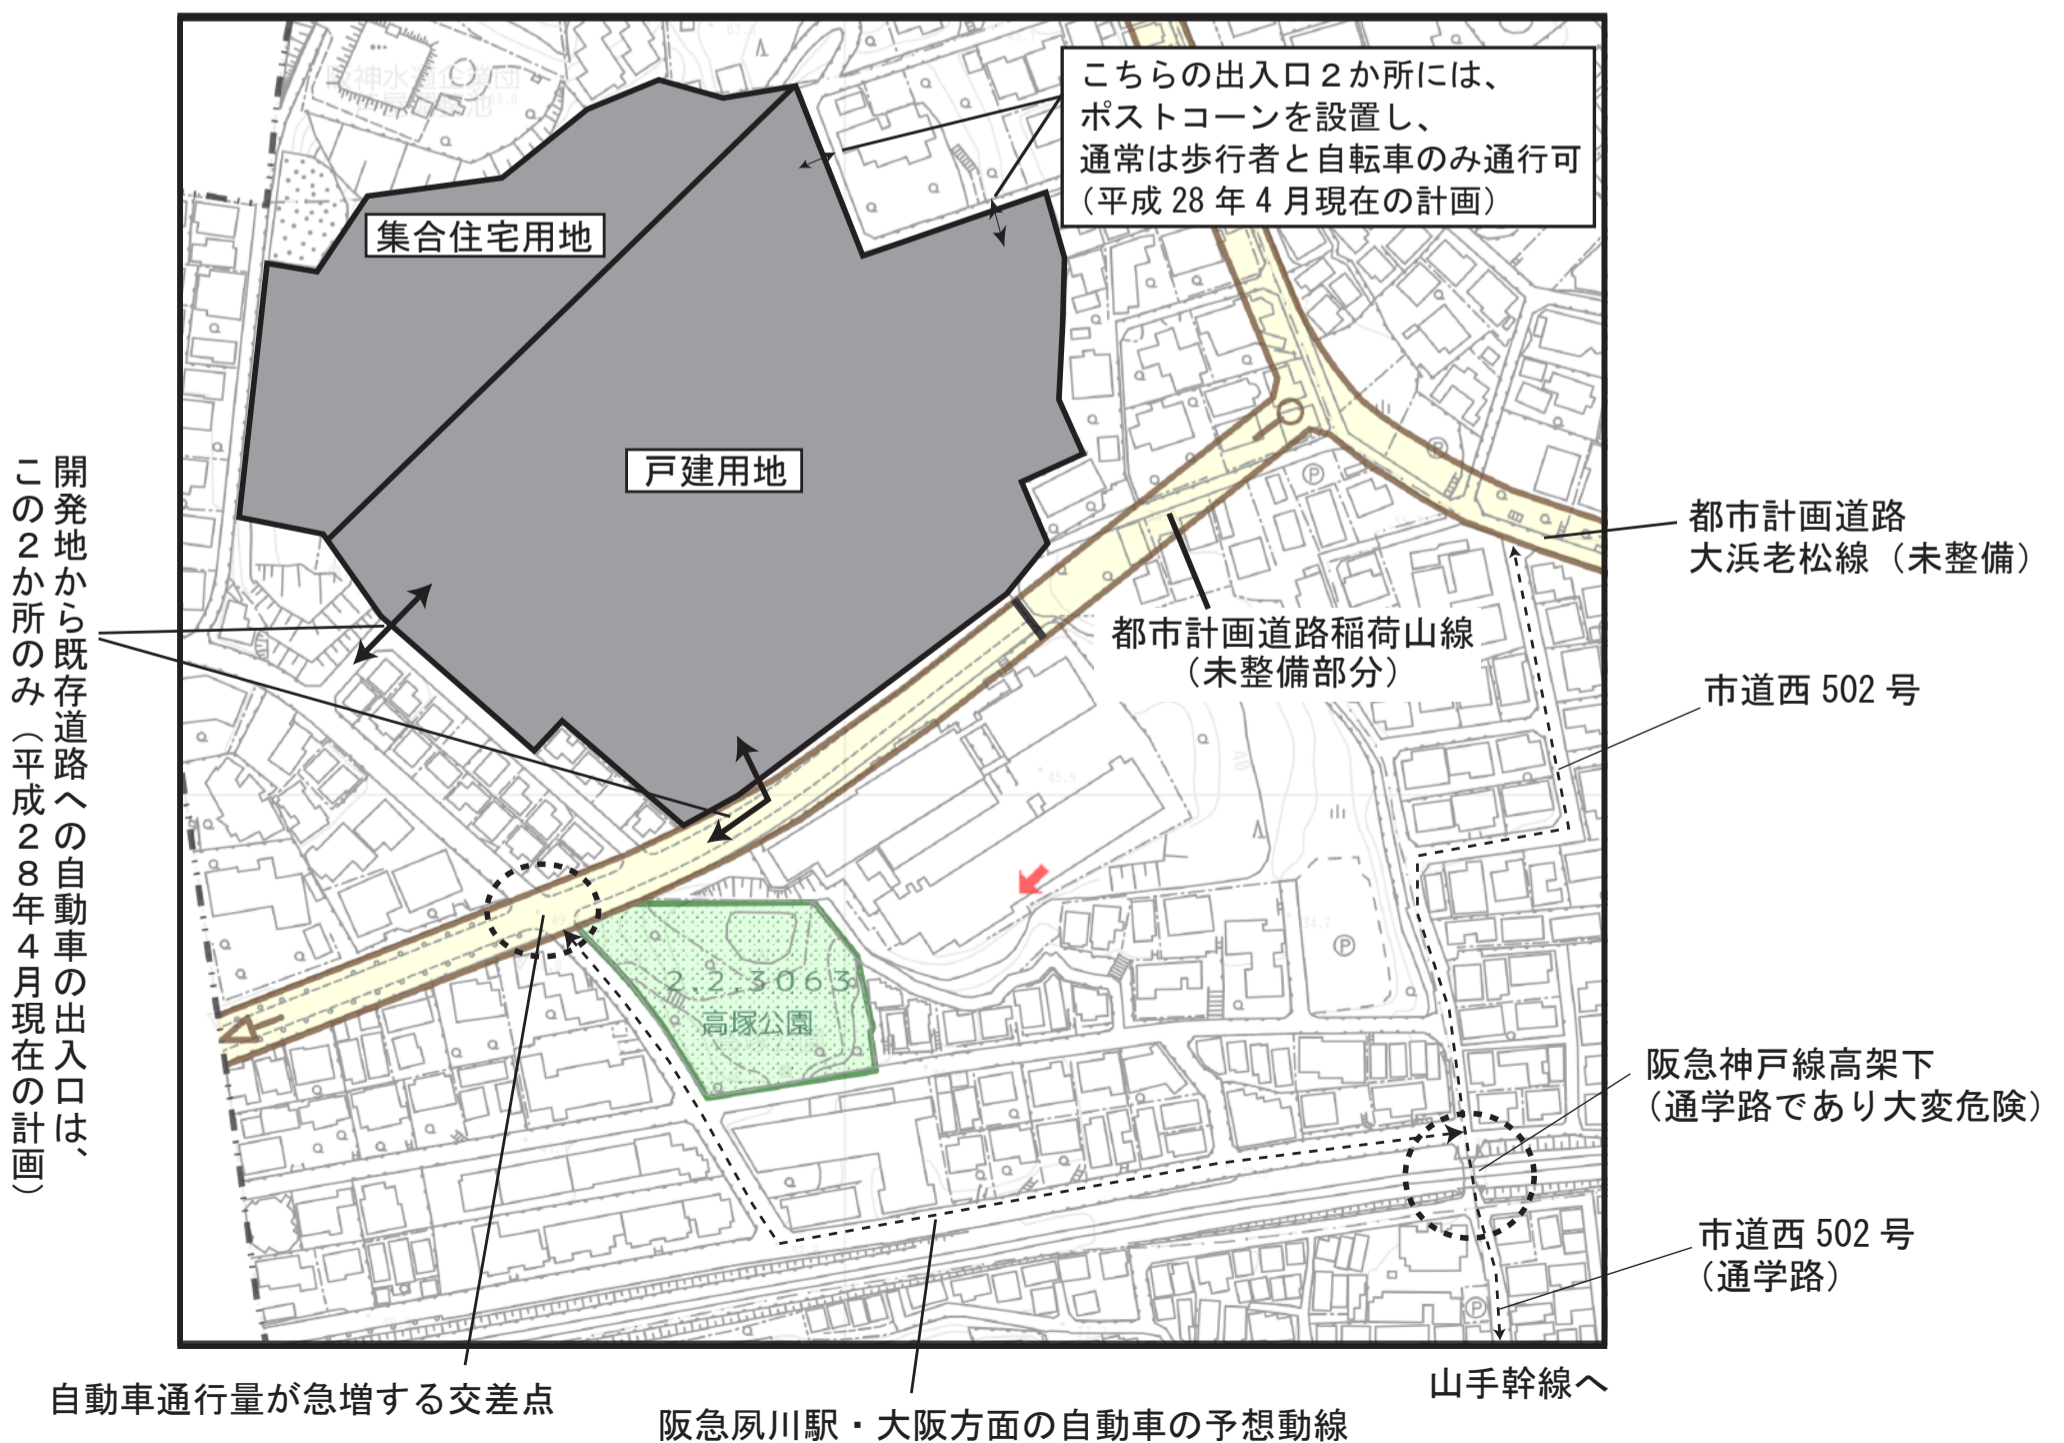 こちらの出入口２か所には、
ポストコーンを設置し、
通常は歩行者と自転車のみ通行可
（平成 28 年 4 月現在の計画）
集合住宅用地
戸建用地
開発地から既存道路への自動車の出入口は、
この２か所のみ（平成２８年４月現在の計画）
都市計画道路
大浜老松線（未整備）
都市計画道路稲荷山線
（未整備部分）
市道西 502 号
45.9
40
34.7
49
2.2.3063
高塚公園
阪急神戸線高架下
（通学路であり大変危険）
市道西 502 号
（通学路）
山手幹線へ
自動車通行量が急増する交差点
阪急夙川駅・大阪方面の自動車の予想動線